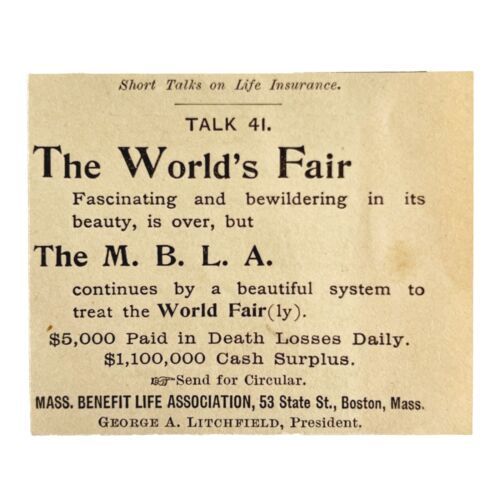 Short Talks on Life Insurance.
TALK 41.
The World's Fair
Fascinating and bewildering in its
beauty, is over, but
The M. B. L. A.
continues by a beautiful system to
treat the World Fair(ly).
$5,000 Paid in Death Losses Daily.
$1,100,000 Cash Surplus.
☞Send for Circular.
MASS. BENEFIT LIFE ASSOCIATION, 53 State St., Boston, Mass.
GEORGE A. LITCHFIELD, President.